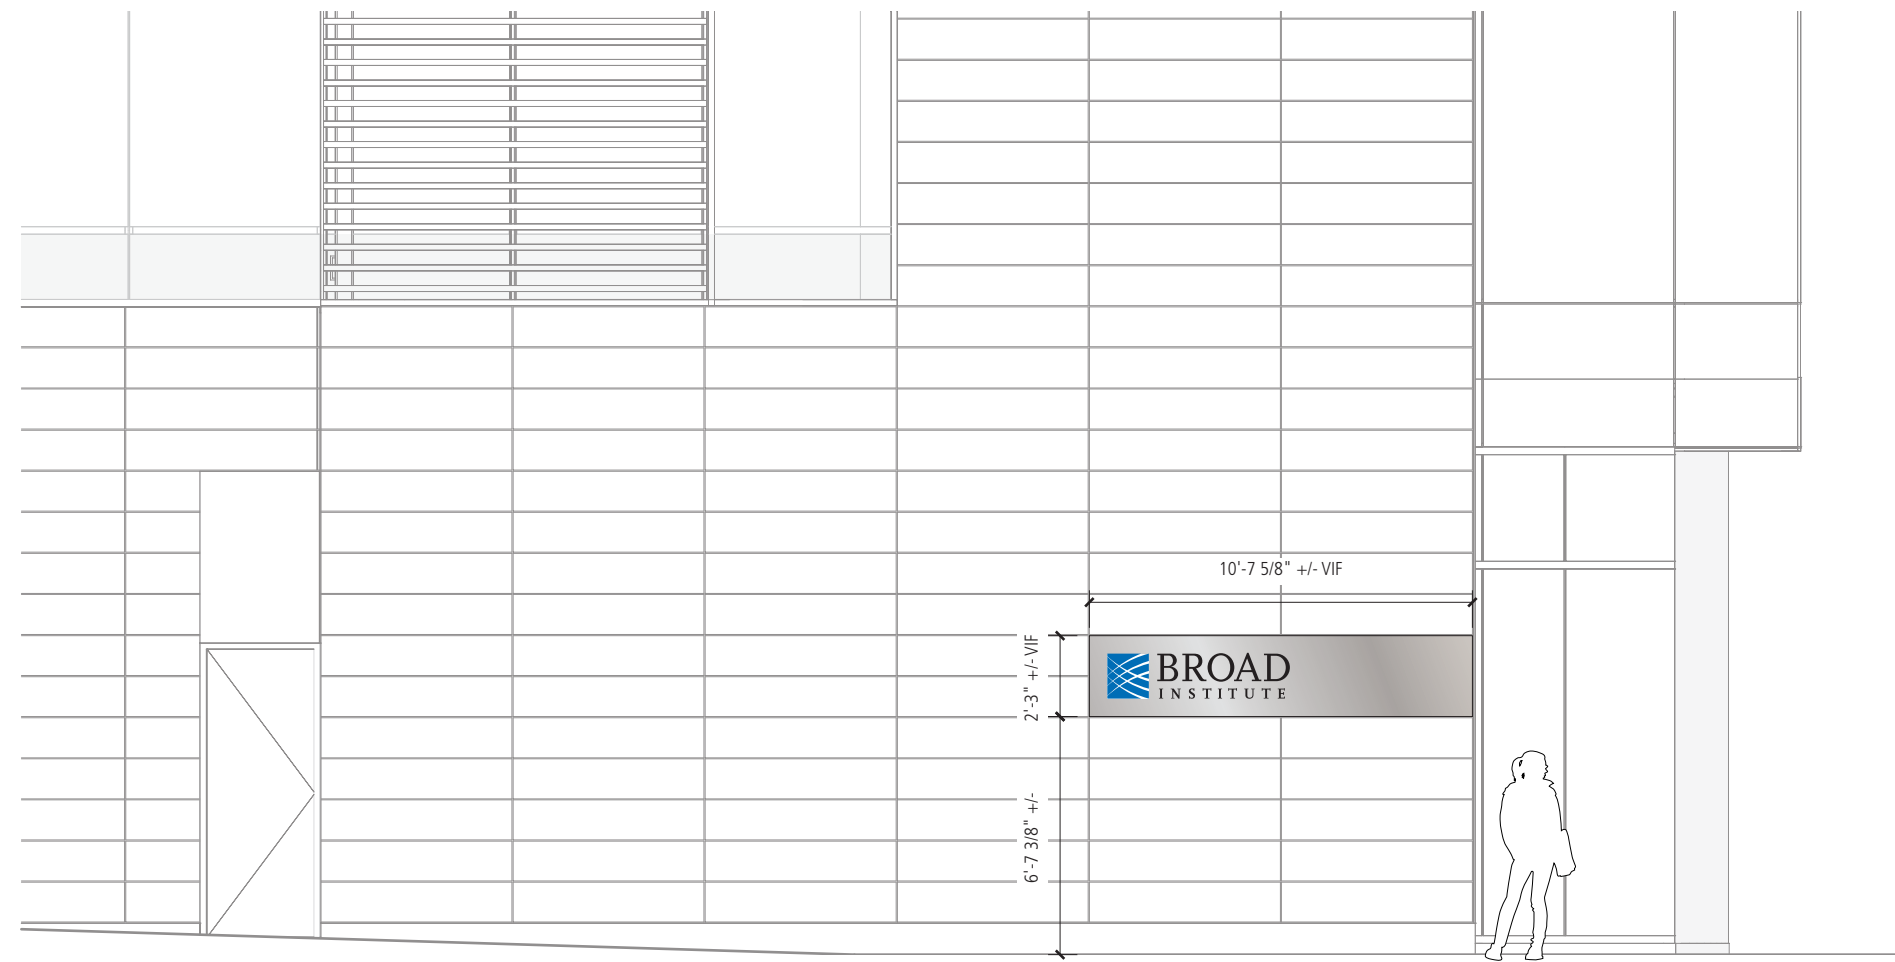 10'-7 5/8" +/- VIF
2'-3" +/- VIF
BROAD
INSTITUTE
6'-7 3/8" +/-